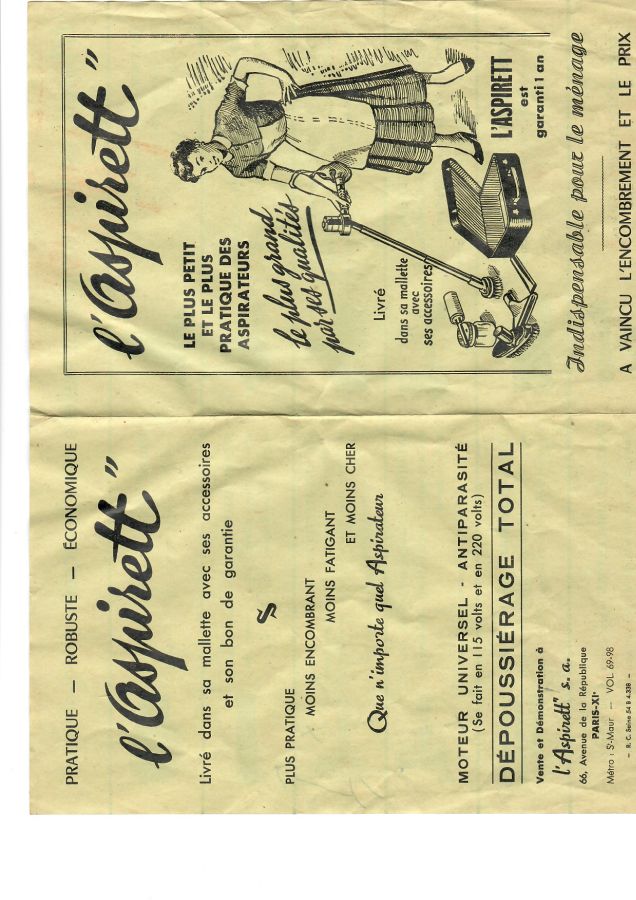 PRATIQUE — ROBUSTE — ÉCONOMIQUE
l'Aspirett"
Livré dans sa mallette avec ses accessoires
et son bon de garantie
PLUS PRATIQUE
MOINS ENCOMBRANT
MOINS FATIGANT
ET MOINS CHER
Que n'importe quel Aspirateur
MOTEUR UNIVERSEL - ANTIPARASITÉ
(Se fait en 115 volts et en 220 volts)
DÉPOUSSIÉRAGE TOTAL
Vente et Démonstration à
l'Aspirett" s. a.
66, Avenue de la République
PARIS-XIᵉ
Métro : Sᵗ-Maur — VOL 69-98
— R. C. Seine 54 B 4.338 —
l'Aspirett"
LE PLUS PETIT
ET LE PLUS
PRATIQUE DES
ASPIRATEURS
le plus grand
par ses qualités
Livré
dans sa mallette
avec
ses accessoires
L'ASPIRETT
est
garanti 1 an
Indispensable pour le ménage
A VAINCU L'ENCOMBREMENT ET LE PRIX